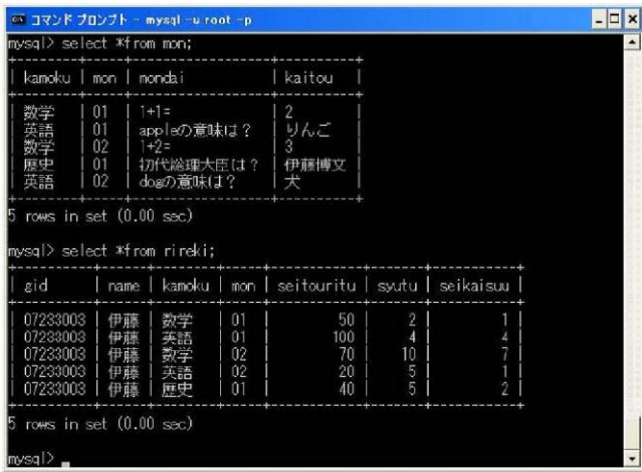 コマンド プロンプト - mysql -u root -p
mysql> select *from mon;
| kamoku | mon | mondai | kaitou |
| 数学 | 01 | 1+1= | 2 |
| 英語 | 01 | appleの意味は？ | りんご |
| 数学 | 02 | 1+2= | 3 |
| 歴史 | 01 | 初代総理大臣は？ | 伊藤博文 |
| 英語 | 02 | dogの意味は？ | 犬 |
5 rows in set (0.00 sec)
mysql> select *from rireki;
| gid | name | kamoku | mon | seitouritu | syutu | seikaisuu |
| 07233003 | 伊藤 | 数学 | 01 | 50 | 2 | 1 |
| 07233003 | 伊藤 | 英語 | 01 | 100 | 4 | 4 |
| 07233003 | 伊藤 | 数学 | 02 | 70 | 10 | 7 |
| 07233003 | 伊藤 | 英語 | 02 | 20 | 5 | 1 |
| 07233003 | 伊藤 | 歴史 | 01 | 40 | 5 | 2 |
5 rows in set (0.00 sec)
mysql>